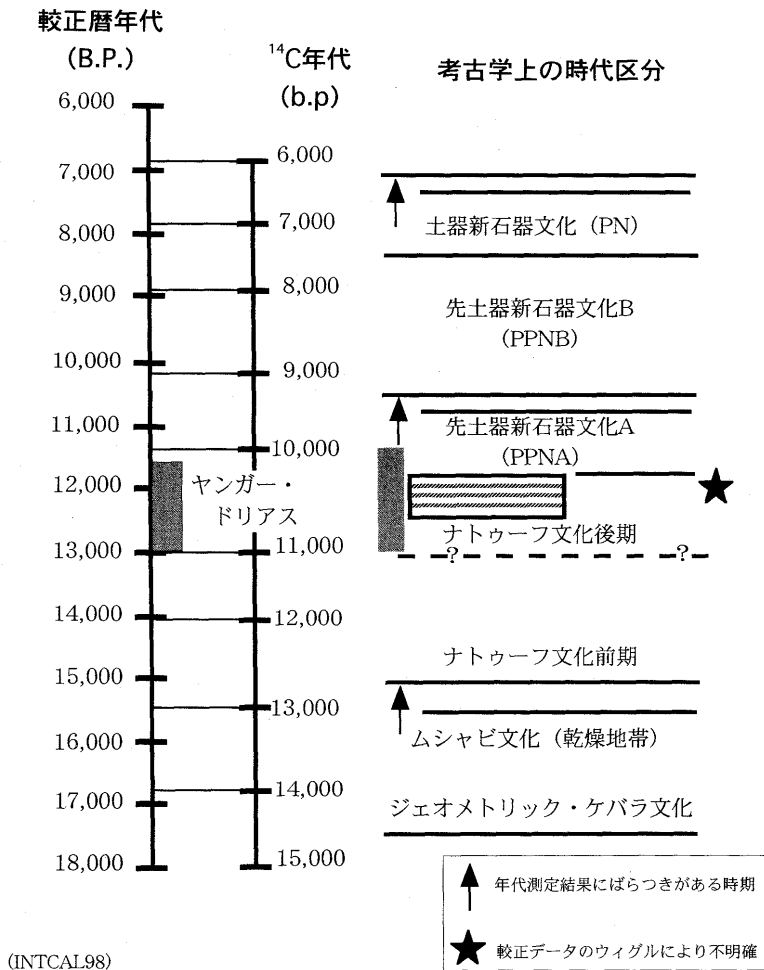 較正暦年代
(B.P.)
¹⁴C年代
(b.p)
考古学上の時代区分
6,000
7,000
8,000
9,000
10,000
11,000
12,000
13,000
14,000
15,000
16,000
17,000
18,000
6,000
7,000
8,000
9,000
10,000
11,000
12,000
13,000
14,000
15,000
ヤンガー・
ドリアス
土器新石器文化 (PN)
先土器新石器文化B
(PPNB)
先土器新石器文化A
(PPNA)
ナトゥーフ文化後期
? ?
ナトゥーフ文化前期
ムシャビ文化 (乾燥地帯)
ジェオメトリック・ケバラ文化
年代測定結果にばらつきがある時期
較正データのウィグルにより不明確
(INTCAL98)